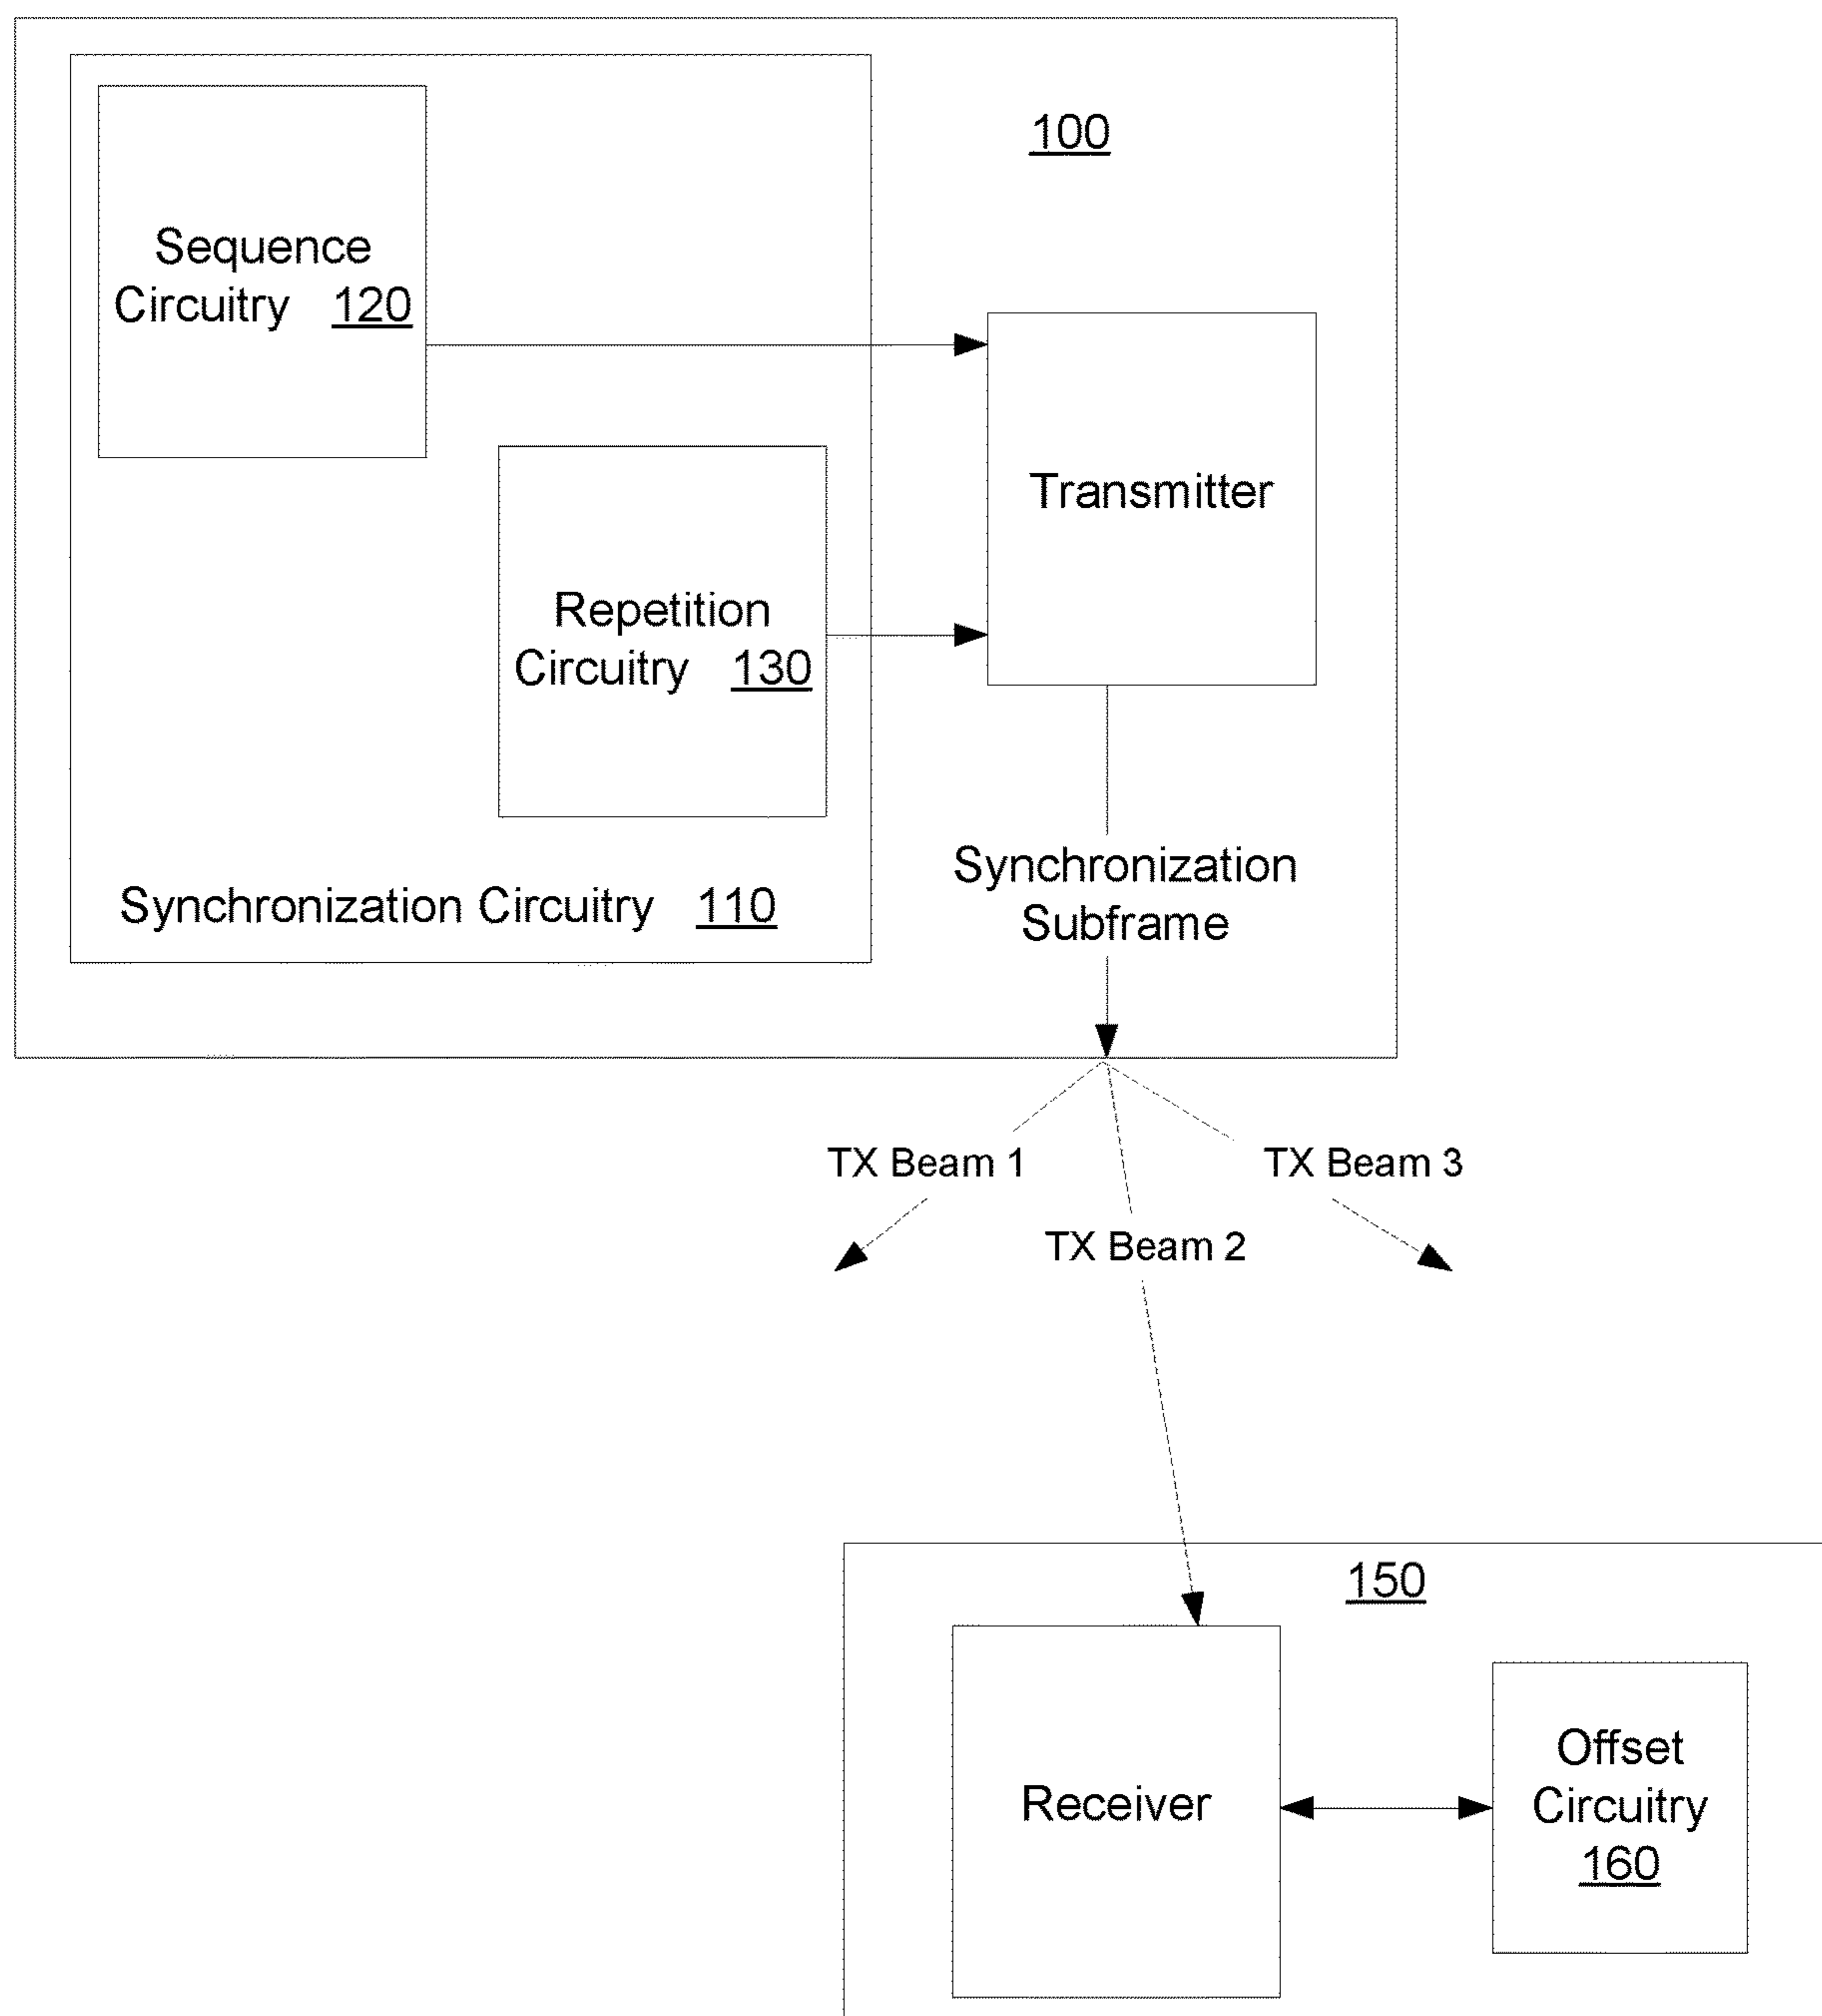 100
Sequence
Circuitry 120
Transmitter
Repetition
Circuitry 130
Synchronization
Subframe
Synchronization Circuitry 110
TX Beam 1
TX Beam 3
TX Beam 2
150
Receiver
Offset
Circuitry
160